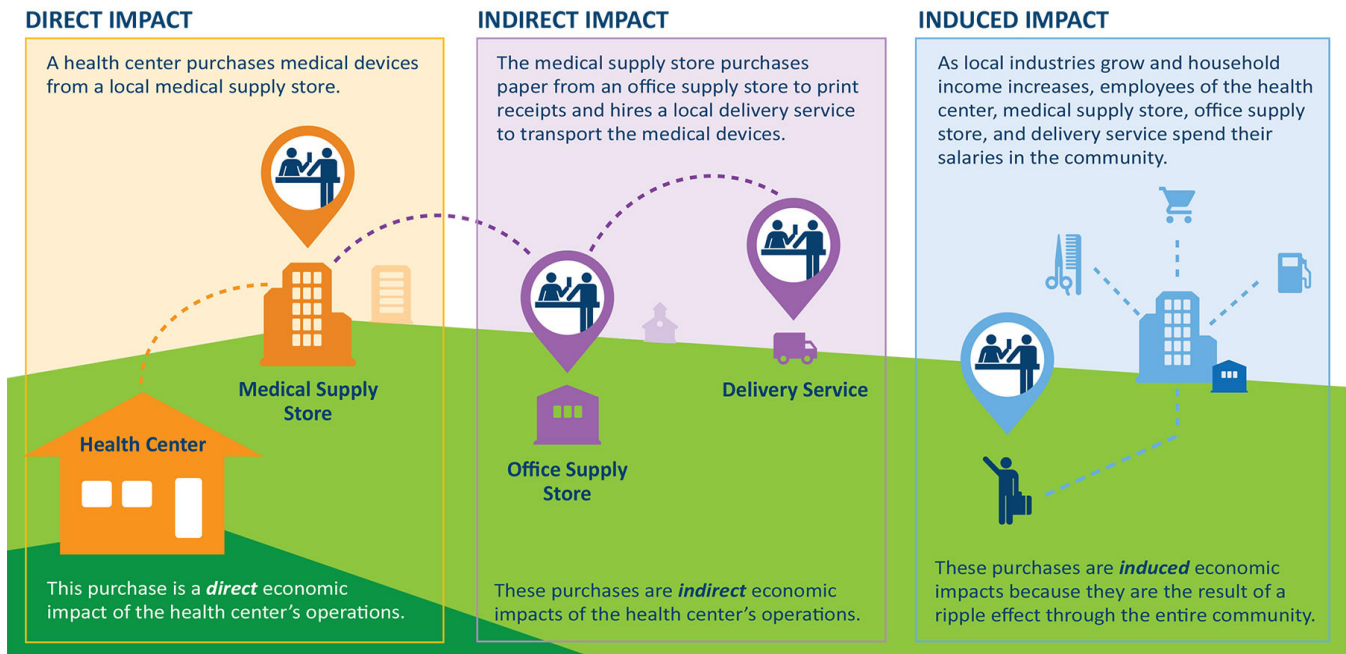 DIRECT IMPACT
A health center purchases medical devices
from a local medical supply store.
Medical Supply
Store
Health Center
This purchase is a direct economic
impact of the health center’s operations.
INDIRECT IMPACT
The medical supply store purchases
paper from an office supply store to print
receipts and hires a local delivery service
to transport the medical devices.
Delivery Service
Office Supply
Store
These purchases are indirect economic
impacts of the health center’s operations.
INDUCED IMPACT
As local industries grow and household
income increases, employees of the health
center, medical supply store, office supply
store, and delivery service spend their
salaries in the community.
These purchases are induced economic
impacts because they are the result of a
ripple effect through the entire community.